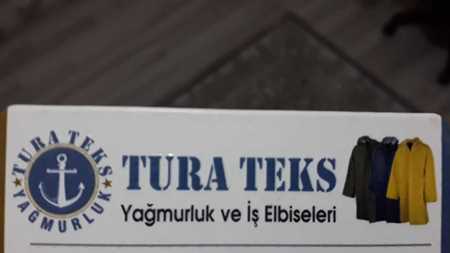 TURA TEKS
YAĞMURLUK
TURA TEKS
Yağmurluk ve İş Elbiseleri